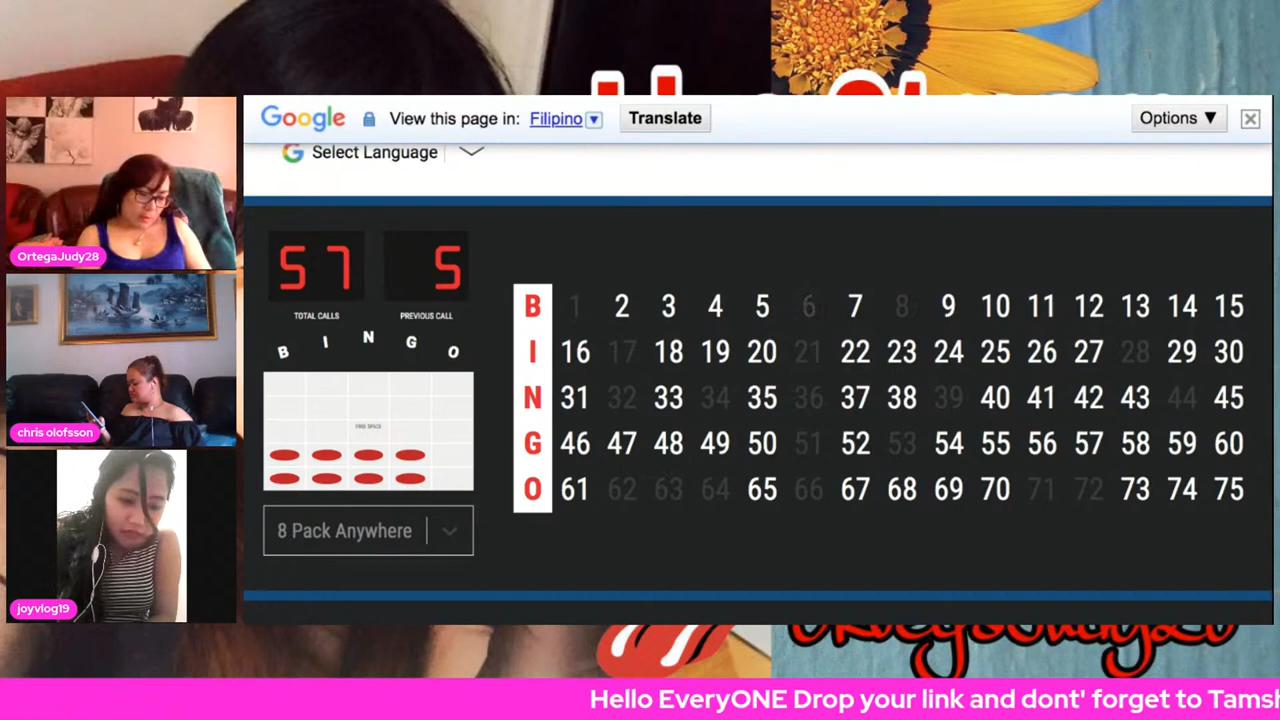 Google View this page in: Filipino Translate Options ▼
G Select Language
OrtegaJudy28
57 5
TOTAL CALLS PREVIOUS CALL
B I N G O
FREE SPACE
8 Pack Anywhere
B 1 2 3 4 5 6 7 8 9 10 11 12 13 14 15
I 16 17 18 19 20 21 22 23 24 25 26 27 28 29 30
N 31 32 33 34 35 36 37 38 39 40 41 42 43 44 45
G 46 47 48 49 50 51 52 53 54 55 56 57 58 59 60
O 61 62 63 64 65 66 67 68 69 70 71 72 73 74 75
chris olofsson
joyvlog19
Hello EveryONE Drop your link and dont' forget to Tamsh